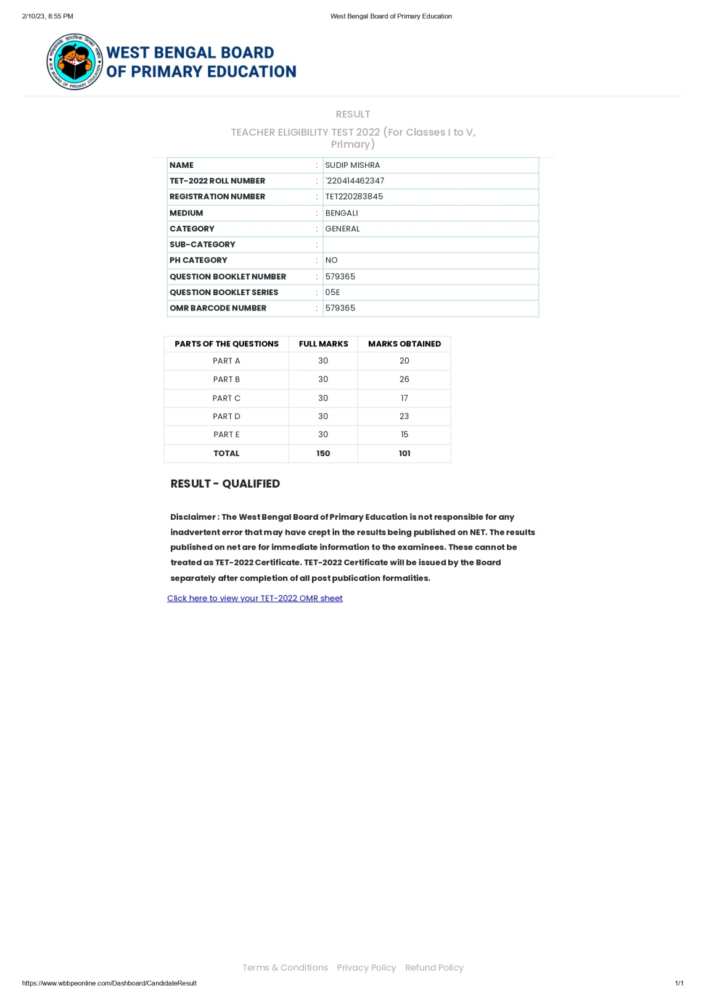 2/10/23, 8:55 PM West Bengal Board of Primary Education
পশ্চিমবঙ্গ প্রাথমিক শিক্ষা পর্ষদ
W B BOARD OF PRIMARY EDUCATION
WEST BENGAL BOARD
OF PRIMARY EDUCATION
RESULT
TEACHER ELIGIBILITY TEST 2022 (For Classes I to V,
Primary)
NAME : SUDIP MISHRA
TET-2022 ROLL NUMBER : `220414462347
REGISTRATION NUMBER : TET220283845
MEDIUM : BENGALI
CATEGORY : GENERAL
SUB-CATEGORY :
PH CATEGORY : NO
QUESTION BOOKLET NUMBER : 579365
QUESTION BOOKLET SERIES : 05E
OMR BARCODE NUMBER : 579365
PARTS OF THE QUESTIONS FULL MARKS MARKS OBTAINED
PART A 30 20
PART B 30 26
PART C 30 17
PART D 30 23
PART E 30 15
TOTAL 150 101
RESULT - QUALIFIED
Disclaimer : The West Bengal Board of Primary Education is not responsible for any
inadvertent error that may have crept in the results being published on NET. The results
published on net are for immediate information to the examinees. These cannot be
treated as TET-2022 Certificate. TET-2022 Certificate will be issued by the Board
separately after completion of all post publication formalities.
Click here to view your TET-2022 OMR sheet
Terms & Conditions Privacy Policy Refund Policy
https://www.wbbpeonline.com/Dashboard/CandidateResult 1/1